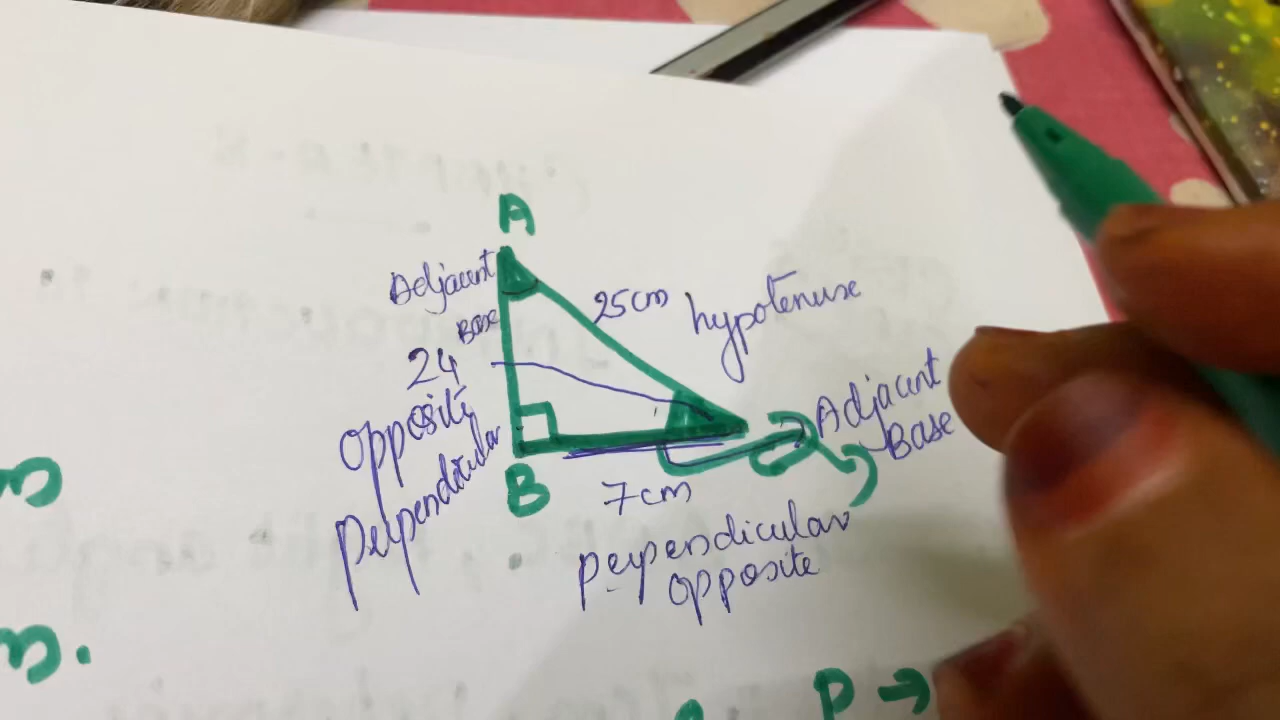 A
Adjacent
Base
25cm
hypotenuse
24
opposite
perpendicular
Adjacent
Base
B
7cm
perpendicular
opposite
P →